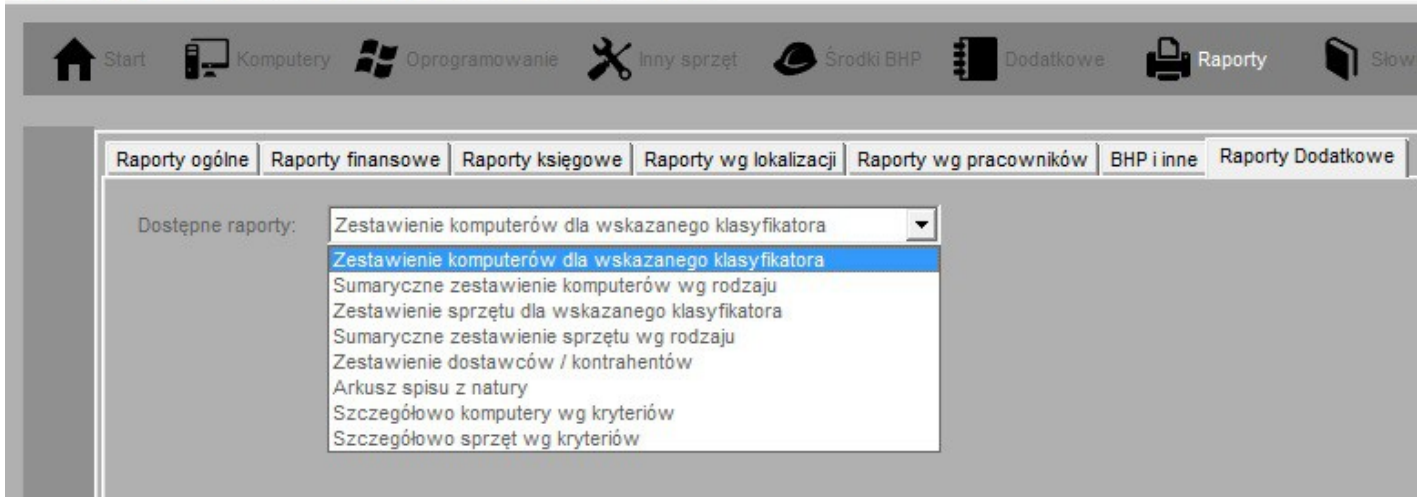 Start Komputery Oprogramowanie Inny sprzęt Środki BHP Dodatkowe Raporty Słow
Raporty ogólne Raporty finansowe Raporty księgowe Raporty wg lokalizacji Raporty wg pracowników BHP i inne Raporty Dodatkowe
Dostępne raporty: Zestawienie komputerów dla wskazanego klasyfikatora
Zestawienie komputerów dla wskazanego klasyfikatora
Sumaryczne zestawienie komputerów wg rodzaju
Zestawienie sprzętu dla wskazanego klasyfikatora
Sumaryczne zestawienie sprzętu wg rodzaju
Zestawienie dostawców / kontrahentów
Arkusz spisu z natury
Szczegółowo komputery wg kryteriów
Szczegółowo sprzęt wg kryteriów